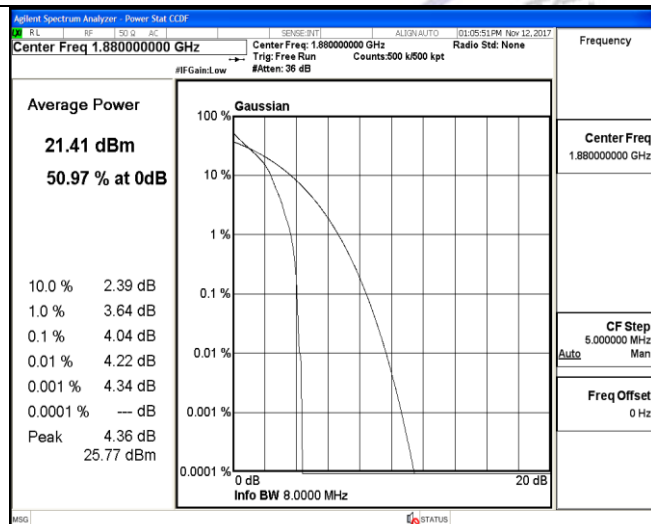 Agilent Spectrum Analyzer - Power Stat CCDF
RL RF 50 Ω AC SENSE:INT ALIGNAUTO 01:05:51PM Nov 12, 2017
Center Freq 1.880000000 GHz
Center Freq: 1.880000000 GHz Radio Std: None
Trig: Free Run Counts:500 k/500 kpt
#IFGain:Low #Atten: 36 dB
Frequency
Average Power
21.41 dBm
50.97 % at 0dB
10.0 % 2.39 dB
1.0 % 3.64 dB
0.1 % 4.04 dB
0.01 % 4.22 dB
0.001 % 4.34 dB
0.0001 % --- dB
Peak 4.36 dB
25.77 dBm
Gaussian
100 %
10 %
1 %
0.1 %
0.01 %
0.001 %
0.0001 %
0 dB 20 dB
Info BW 8.0000 MHz
Center Freq
1.880000000 GHz
CF Step
5.000000 MHz
Auto Man
Freq Offset
0 Hz
MSG STATUS